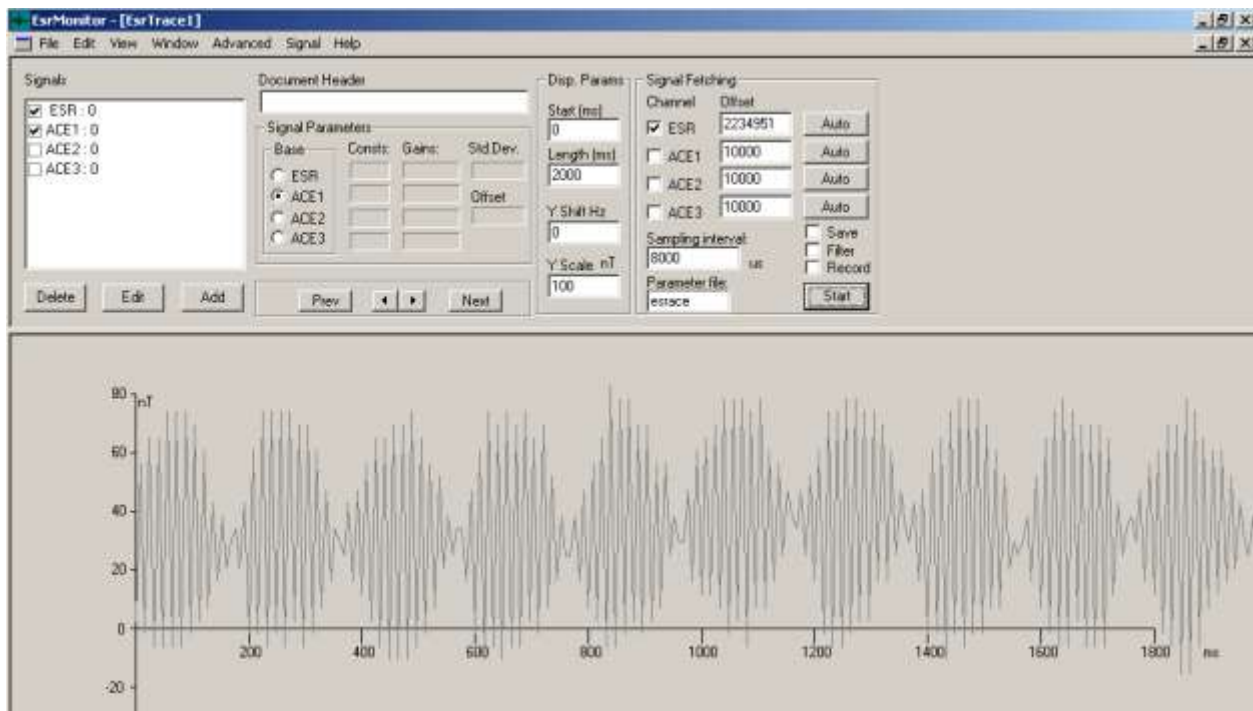 EsrMonitor - [EsrTrace1]
File Edit View Window Advanced Signal Help
Signals
ESR : 0
ACE1 : 0
ACE2 : 0
ACE3 : 0
Delete Edit Add
Document Header
Signal Parameters
Base Consts: Gains: Std.Dev.
ESR
ACE1 Offset
ACE2
ACE3
Prev Next
Disp. Params
Start (ms)
0
Length (ms)
2000
Y Shift Hz
0
Y Scale nT
100
Signal Fetching
Channel Offset
ESR 2234951 Auto
ACE1 10000 Auto
ACE2 10000 Auto
ACE3 10000 Auto
Save
Sampling interval: Filter
8000 us Record
Parameter file:
esrace Start
80 nT
60
40
20
0
200 400 600 800 1000 1200 1400 1600 1800 ms
-20